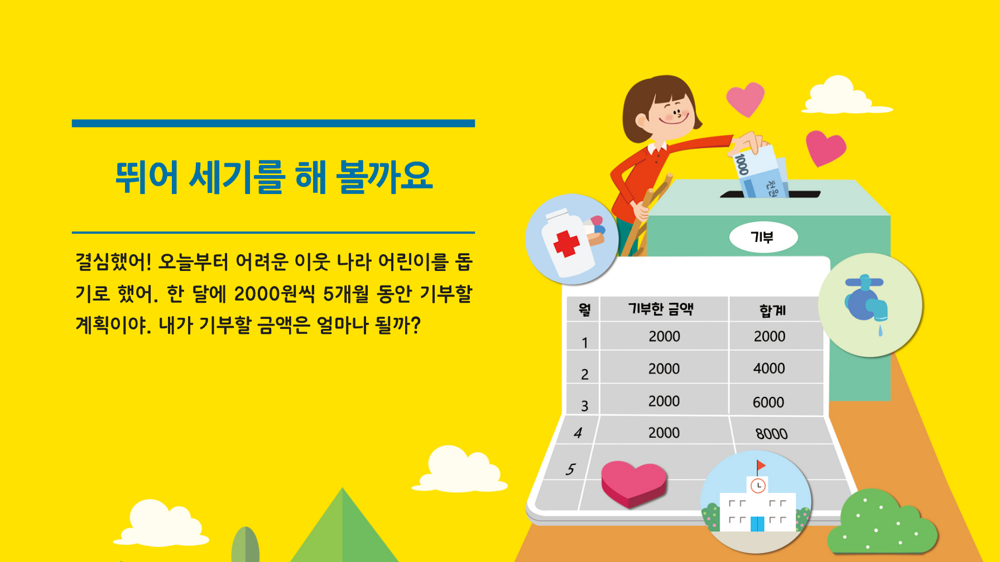 뛰어 세기를 해 볼까요
결심했어! 오늘부터 어려운 이웃 나라 어린이를 돕
기로 했어. 한 달에 2000원씩 5개월 동안 기부할
계획이야. 내가 기부할 금액은 얼마나 될까?
1000
천원
기부
월 기부한 금액 합계
1 2000 2000
2 2000 4000
3 2000 6000
4 2000 8000
5